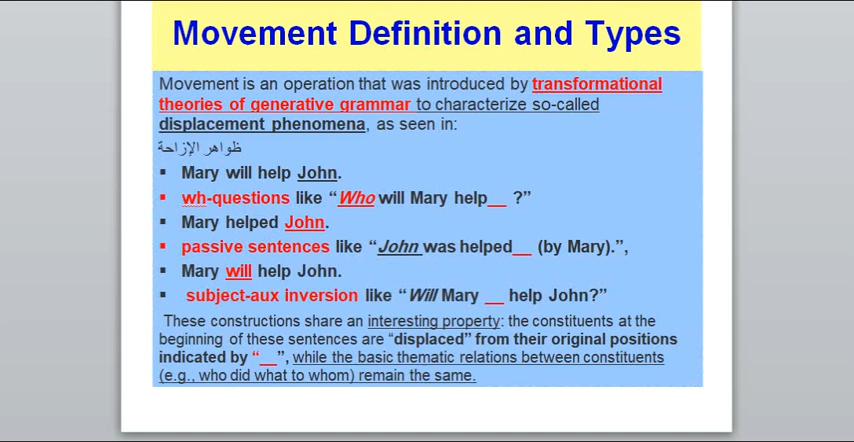 Movement Definition and Types
Movement is an operation that was introduced by transformational
theories of generative grammar to characterize so-called
displacement phenomena, as seen in:
ظواهر الإزاحة
▪ Mary will help John.
▪ wh-questions like “Who will Mary help__ ?”
▪ Mary helped John.
▪ passive sentences like “John was helped__ (by Mary).”,
▪ Mary will help John.
▪ subject-aux inversion like “Will Mary __ help John?”
These constructions share an interesting property: the constituents at the
beginning of these sentences are “displaced” from their original positions
indicated by “__”, while the basic thematic relations between constituents
(e.g., who did what to whom) remain the same.